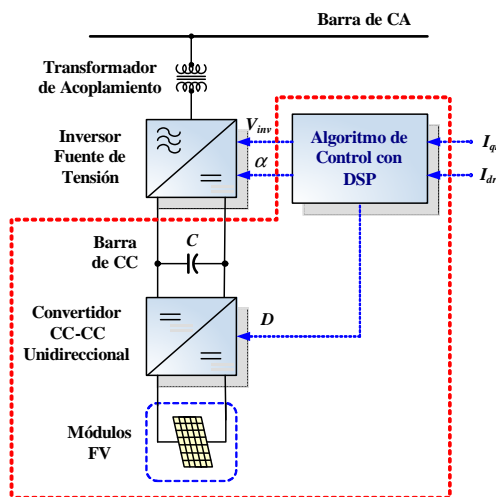 Barra de CA
Transformador
de Acoplamiento
Inversor
Fuente de
Tensión
V_inv
α
Algoritmo de
Control con
DSP
Barra
de CC
C
Convertidor
CC-CC
Unidireccional
D
Módulos
FV